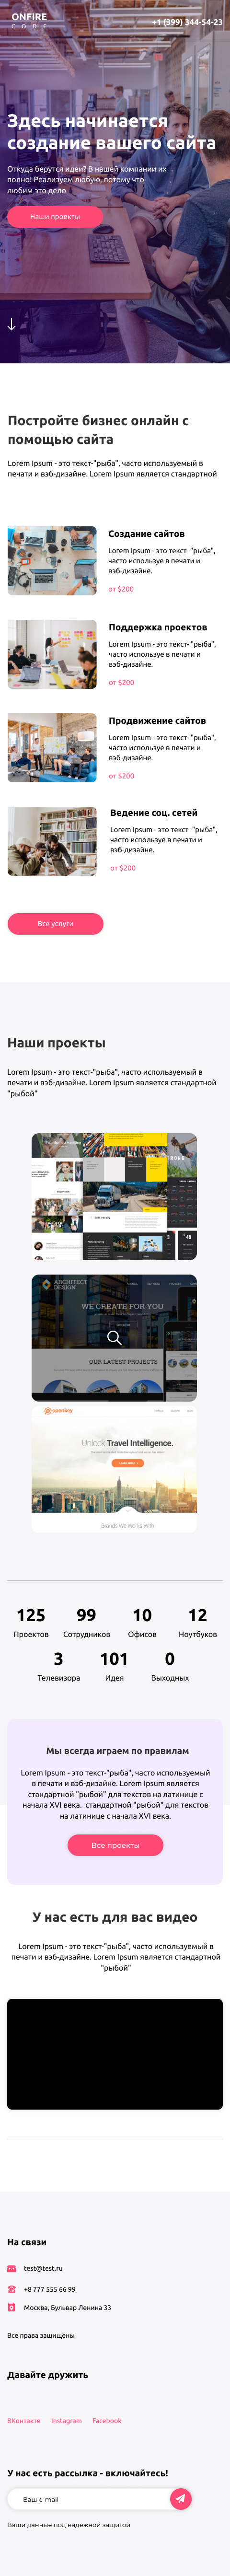 ONFIRE
CODE
+1 (399) 344-54-23
Здесь начинается
создание вашего сайта
Откуда берутся идеи? В нашей компании их
полно! Реализуем любую, потому что
любим это дело
Наши проекты
Постройте бизнес онлайн с
помощью сайта
Lorem Ipsum - это текст-"рыба", часто используемый в
печати и вэб-дизайне. Lorem Ipsum является стандартной
Создание сайтов
Lorem Ipsum - это текст- "рыба",
часто используе в печати и
вэб-дизайне.
от $200
Поддержка проектов
Lorem Ipsum - это текст- "рыба",
часто используе в печати и
вэб-дизайне.
от $200
Продвижение сайтов
Lorem Ipsum - это текст- "рыба",
часто используе в печати и
вэб-дизайне.
от $200
Ведение соц. сетей
Lorem Ipsum - это текст- "рыба",
часто используе в печати и
вэб-дизайне.
от $200
Все услуги
Наши проекты
Lorem Ipsum - это текст-"рыба", часто используемый в
печати и вэб-дизайне. Lorem Ipsum является стандартной
"рыбой"
ARCHITECT
DESIGN
WE CREATE FOR YOU
OUR LATEST PROJECTS
openkey
Unlock Travel Intelligence.
Brands We Works With
125 99 10 12
Проектов Сотрудников Офисов Ноутбуков
3 101 0
Телевизора Идея Выходных
Мы всегда играем по правилам
Lorem Ipsum - это текст-"рыба", часто используемый
в печати и вэб-дизайне. Lorem Ipsum является
стандартной "рыбой" для текстов на латинице с
начала XVI века. стандартной "рыбой" для текстов
на латинице с начала XVI века.
Все проекты
У нас есть для вас видео
Lorem Ipsum - это текст-"рыба", часто используемый в
печати и вэб-дизайне. Lorem Ipsum является стандартной
"рыбой"
На связи
test@test.ru
+8 777 555 66 99
Москва, Бульвар Ленина 33
Все права защищены
Давайте дружить
ВКонтакте Instagram Facebook
У нас есть рассылка - включайтесь!
Ваш e-mail
Ваши данные под надежной защитой